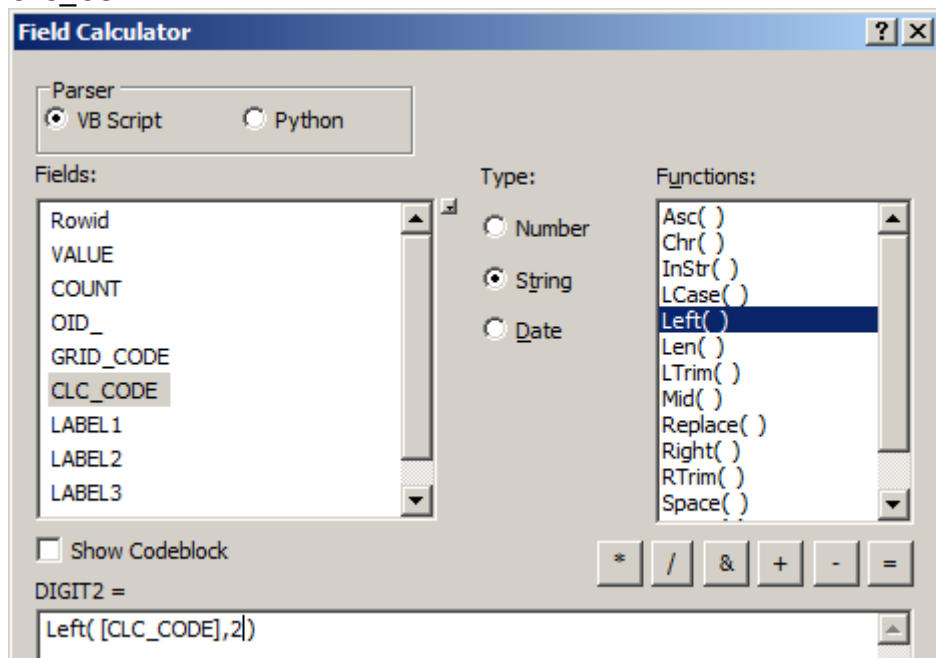 Field Calculator
Parser
VB Script
Python
Fields:
Rowid
VALUE
COUNT
OID_
GRID_CODE
CLC_CODE
LABEL1
LABEL2
LABEL3
Type:
Number
String
Date
Functions:
Asc( )
Chr( )
InStr( )
LCase( )
Left( )
Len( )
LTrim( )
Mid( )
Replace( )
Right( )
RTrim( )
Space( )
Show Codeblock
* / & + - =
DIGIT2 =
Left( [CLC_CODE],2)